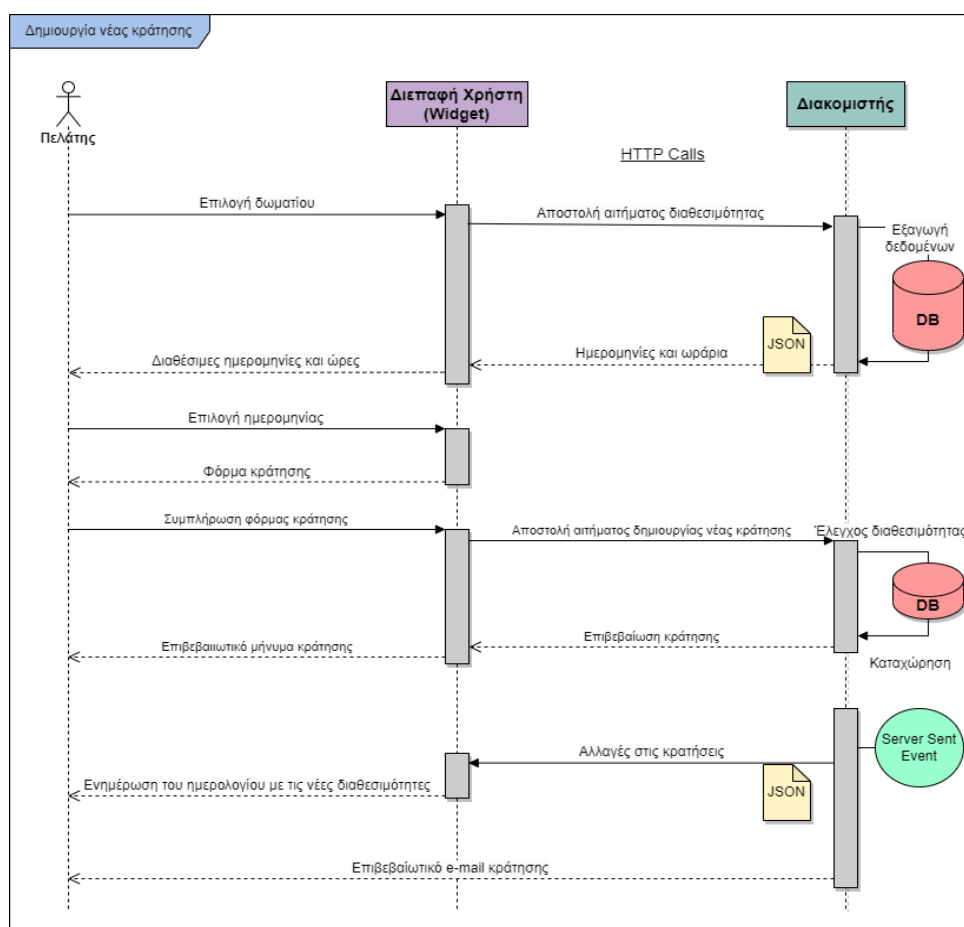 Δημιουργία νέας κράτησης
Πελάτης
Διεπαφή Χρήστη
(Widget)
Διακομιστής
HTTP Calls
Επιλογή δωματίου
Αποστολή αιτήματος διαθεσιμότητας
Εξαγωγή
δεδομένων
DB
JSON
Ημερομηνίες και ωράρια
Διαθέσιμες ημερομηνίες και ώρες
Επιλογή ημερομηνίας
Φόρμα κράτησης
Συμπλήρωση φόρμας κράτησης
Αποστολή αιτήματος δημιουργίας νέας κράτησης
Έλεγχος διαθεσιμότητας
DB
Επιβεβαίωση κράτησης
Επιβεβαιιωτικό μήνυμα κράτησης
Καταχώρηση
Server Sent
Event
Αλλαγές στις κρατήσεις
JSON
Ενημέρωση του ημερολογίου με τις νέες διαθεσιμότητες
Επιβεβαίωτικό e-mail κράτησης